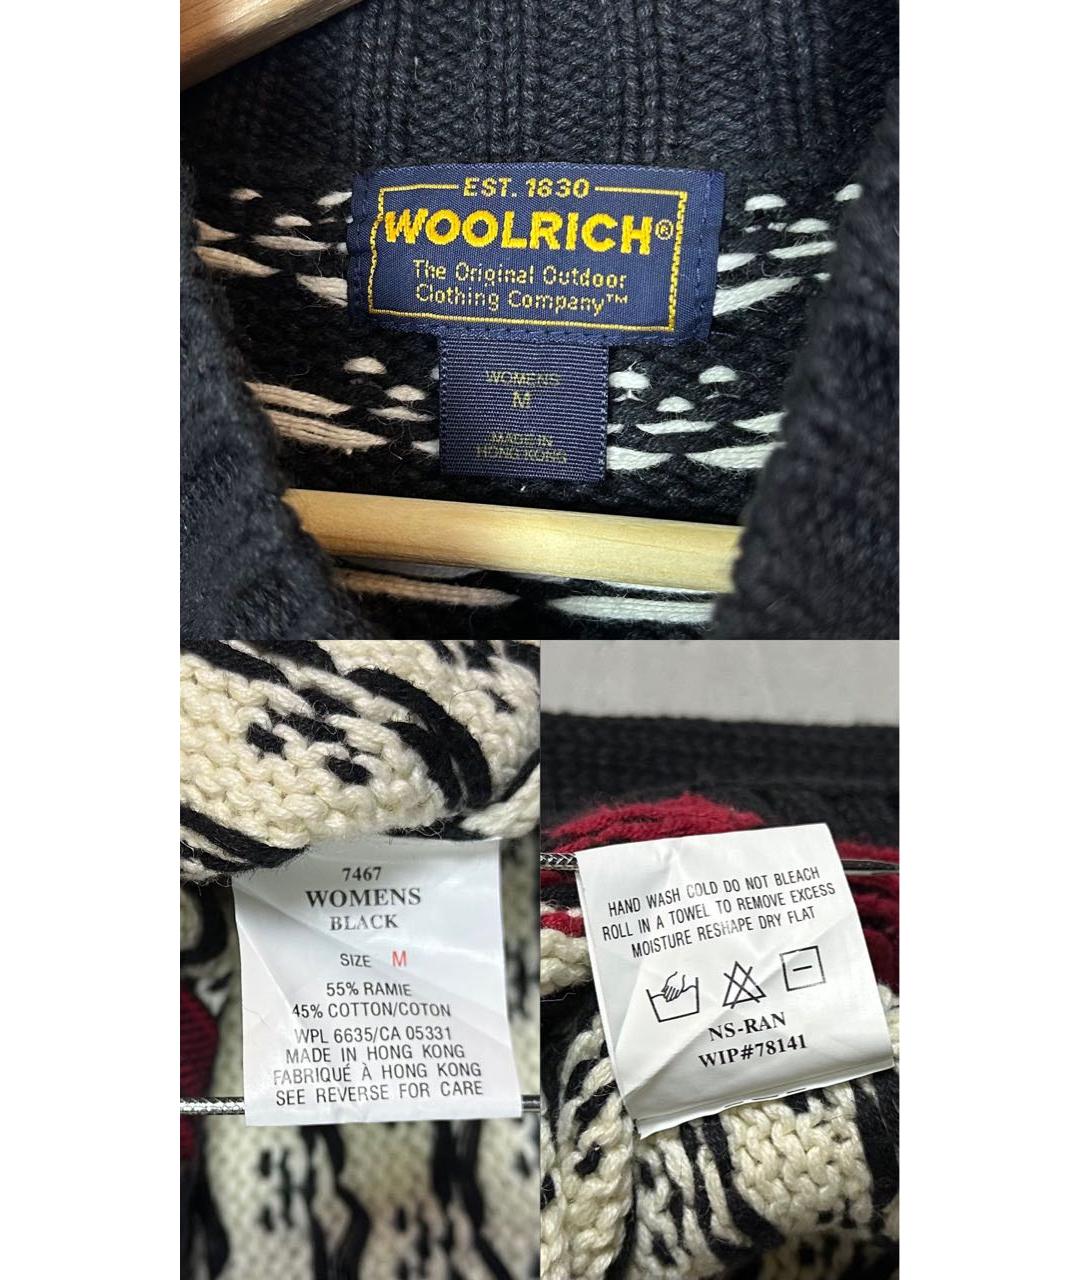 EST. 1830
WOOLRICH®
The Original Outdoor
Clothing Company™
WOMENS
M
MADE IN
HONG KONG
7467
WOMENS
BLACK
SIZE M
55% RAMIE
45% COTTON/COTON
WPL 6635/CA 05331
MADE IN HONG KONG
FABRIQUÉ À HONG KONG
SEE REVERSE FOR CARE
HAND WASH COLD DO NOT BLEACH
ROLL IN A TOWEL TO REMOVE EXCESS
MOISTURE RESHAPE DRY FLAT
NS-RAN
WIP#78141